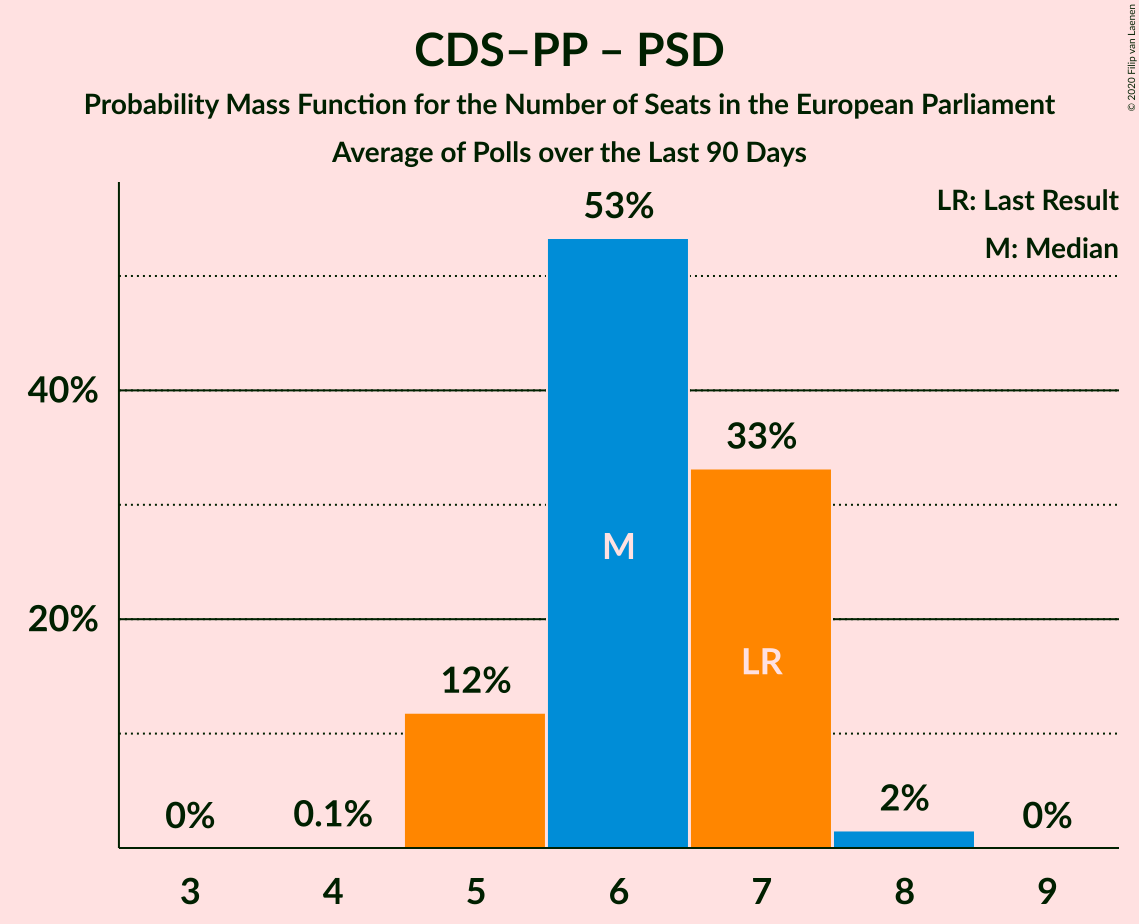 CDS–PP – PSD
Probability Mass Function for the Number of Seats in the European Parliament
Average of Polls over the Last 90 Days
© 2020 Filip van Laenen
LR: Last Result
M: Median
53%
40%
33%
M
20%
LR
12%
0%
0.1%
2%
0%
3 4 5 6 7 8 9